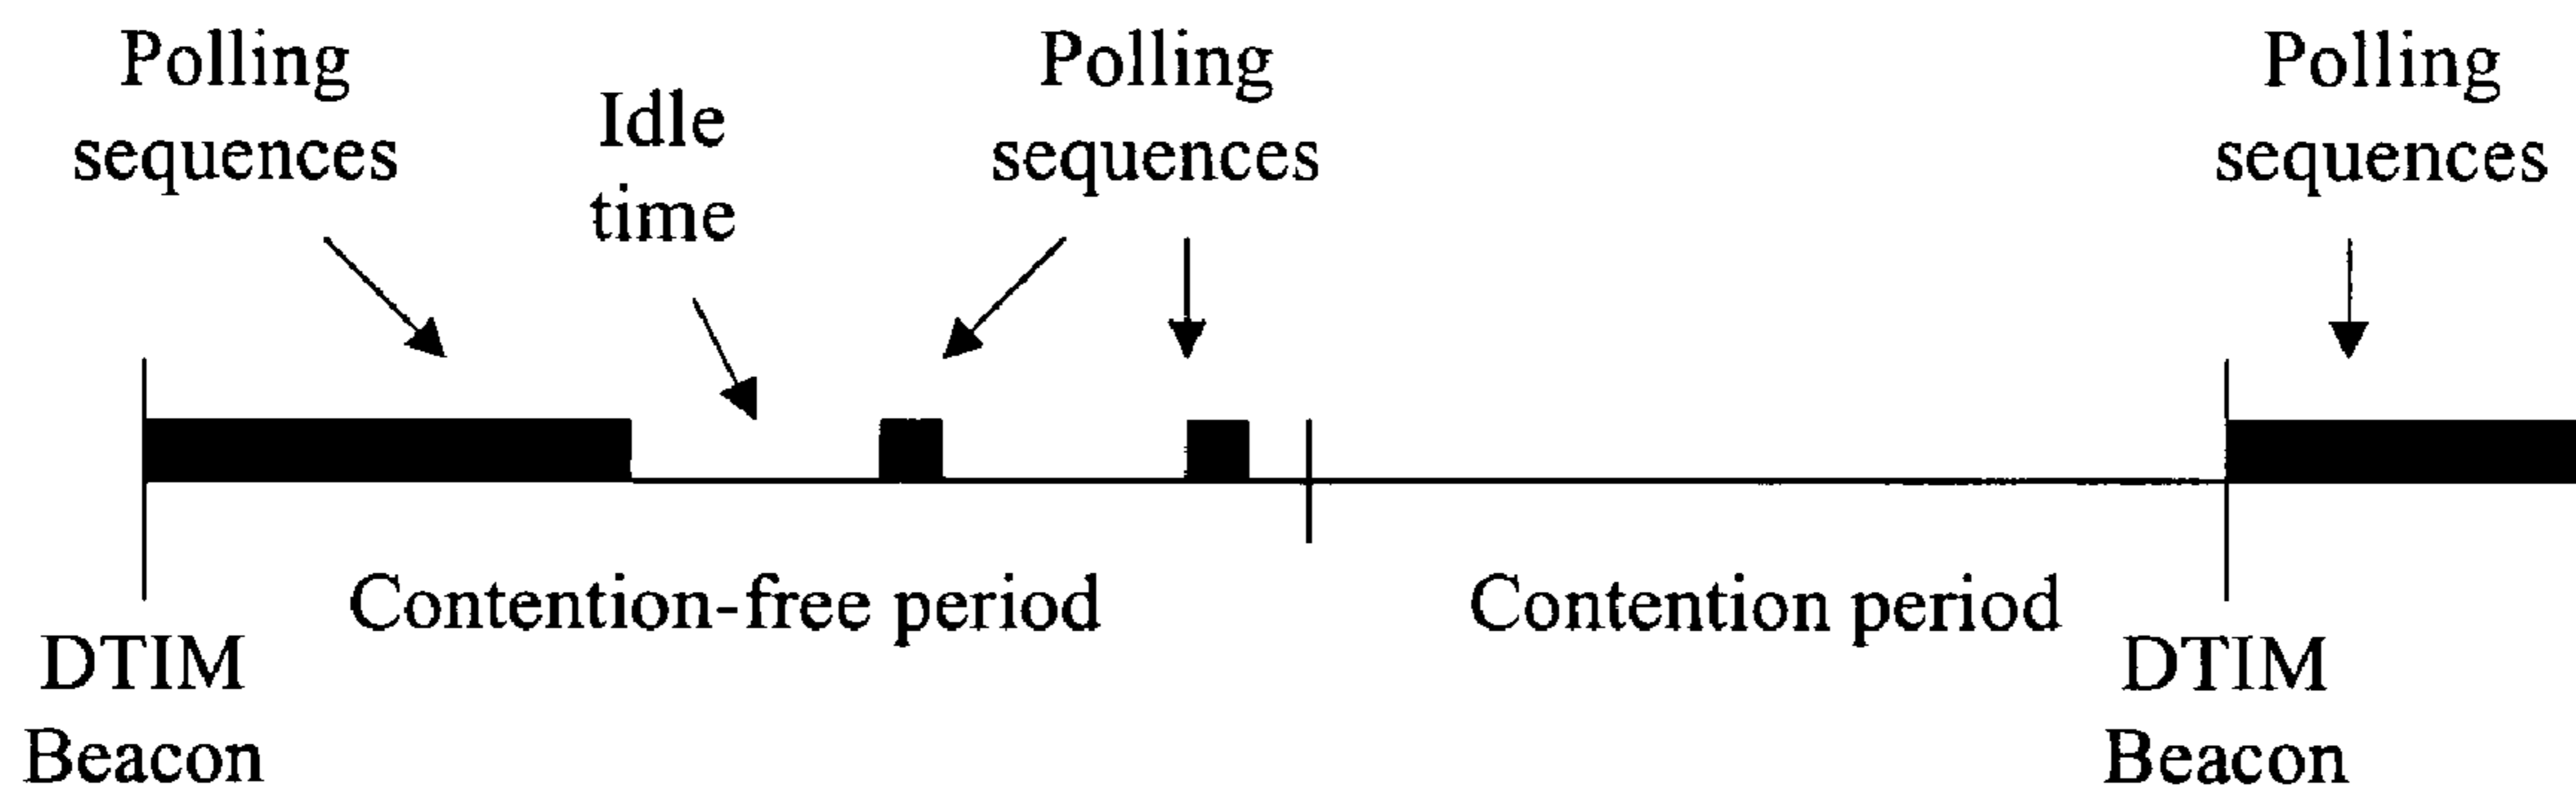 Polling
sequences
Idle
time
Polling
sequences
Polling
sequences
Contention-free period
Contention period
DTIM
Beacon
DTIM
Beacon